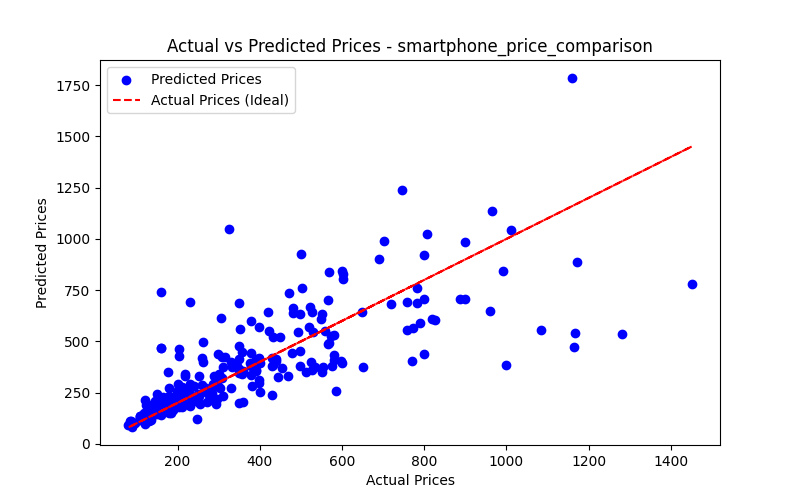 Actual vs Predicted Prices - smartphone_price_comparison
Predicted Prices
Actual Prices (Ideal)
Predicted Prices
1750
1500
1250
1000
750
500
250
0
200 400 600 800 1000 1200 1400
Actual Prices